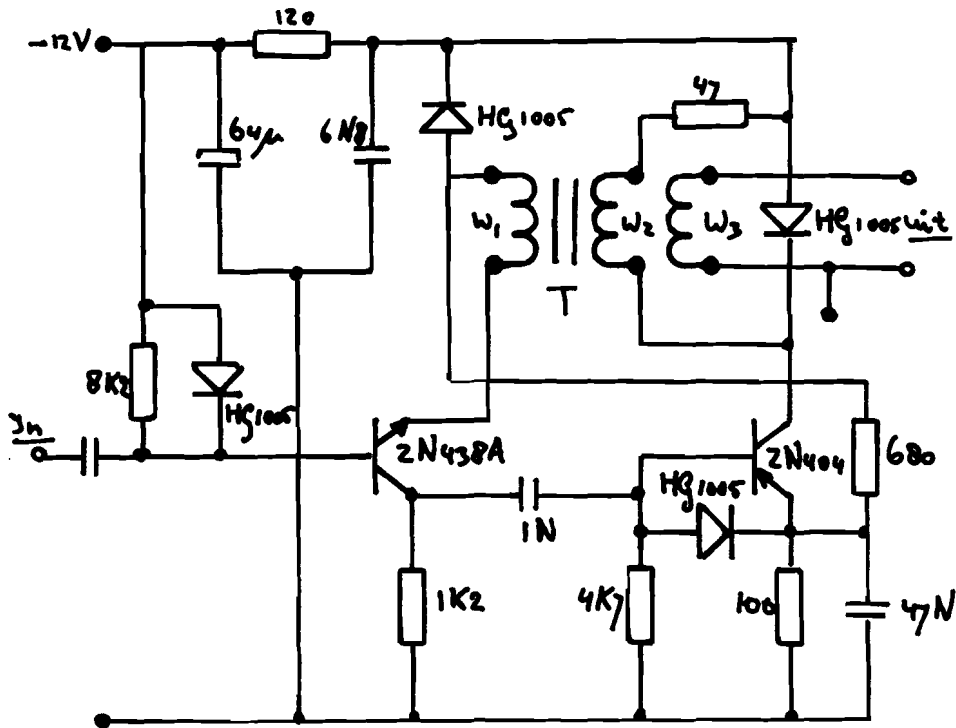 120
-12V
64μ
6N8
HG1005
47
W1
W2
W3
HG1005
uit
T
8K2
HG1005
In
2N438A
2N404
680
HG1005
1N
1K2
4K7
100
47N